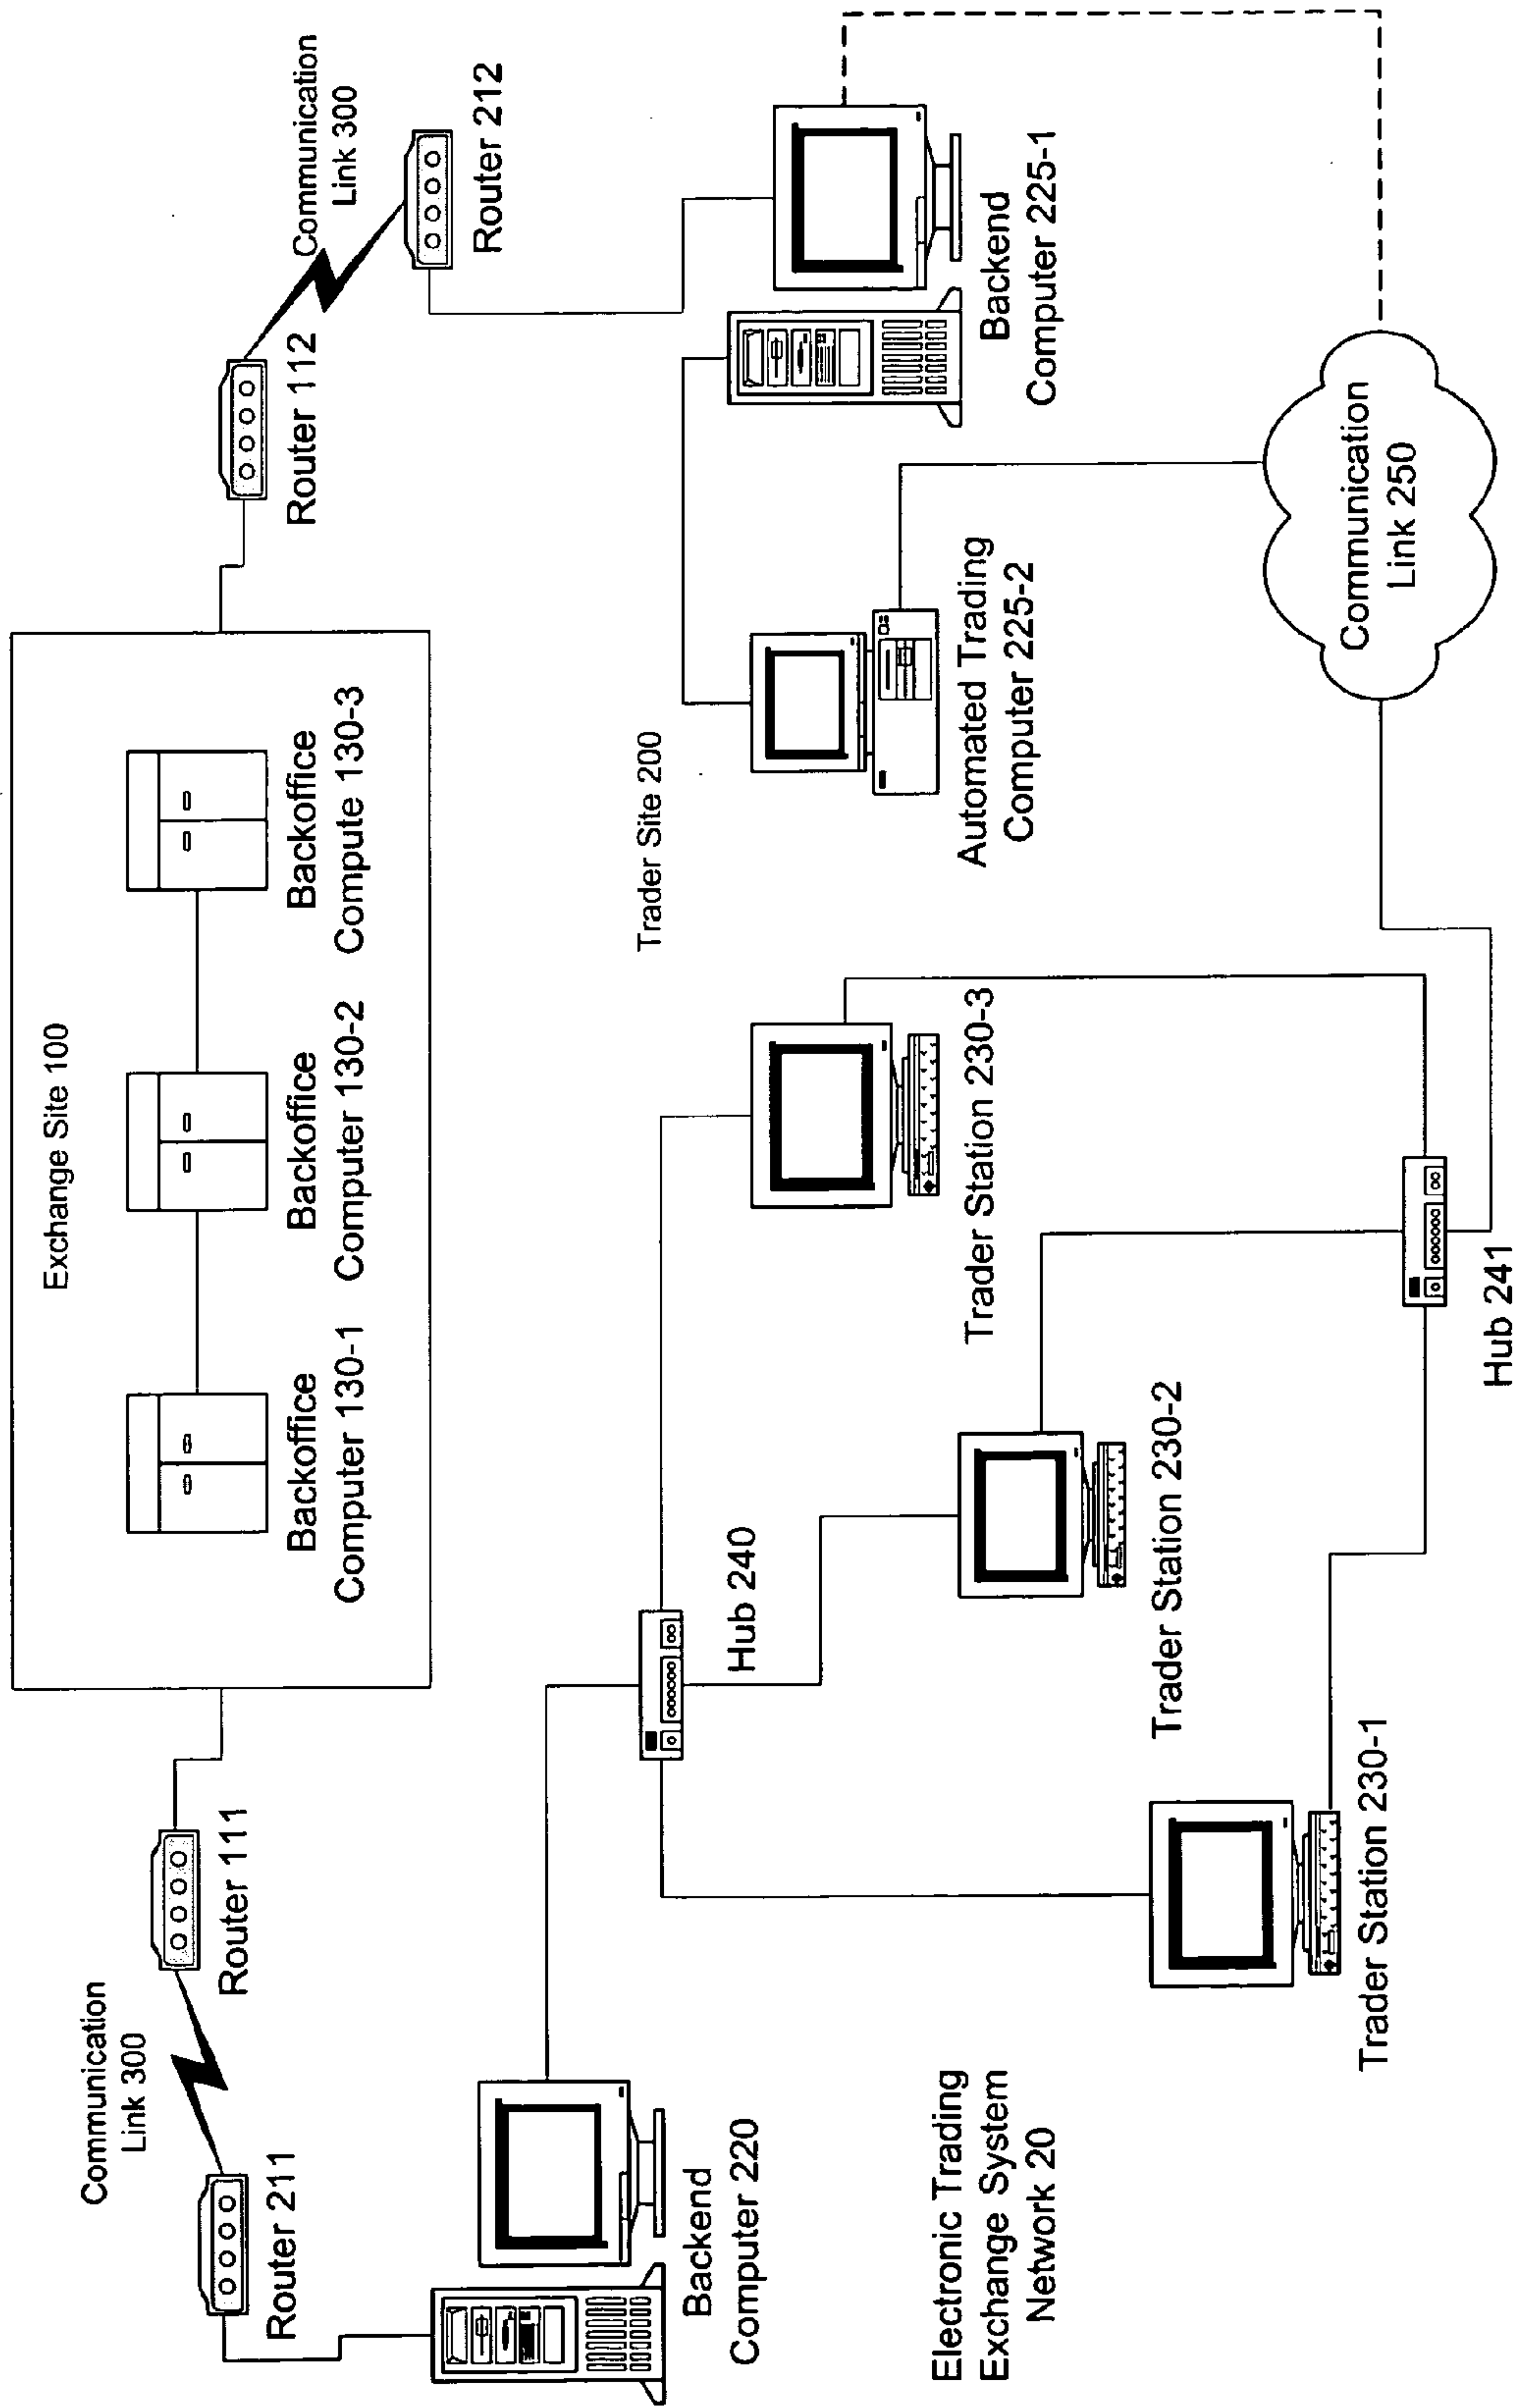 Exchange Site 100
Communication
Link 300
Router 211
Router 111
Backoffice
Computer 130-1
Backoffice
Computer 130-2
Backoffice
Compute 130-3
Router 112
Communication
Link 300
Router 212
Trader Site 200
Backend
Computer 220
Hub 240
Trader Station 230-3
Automated Trading
Computer 225-2
Backend
Computer 225-1
Electronic Trading
Exchange System
Network 20
Trader Station 230-2
Trader Station 230-1
Hub 241
Communication
Link 250